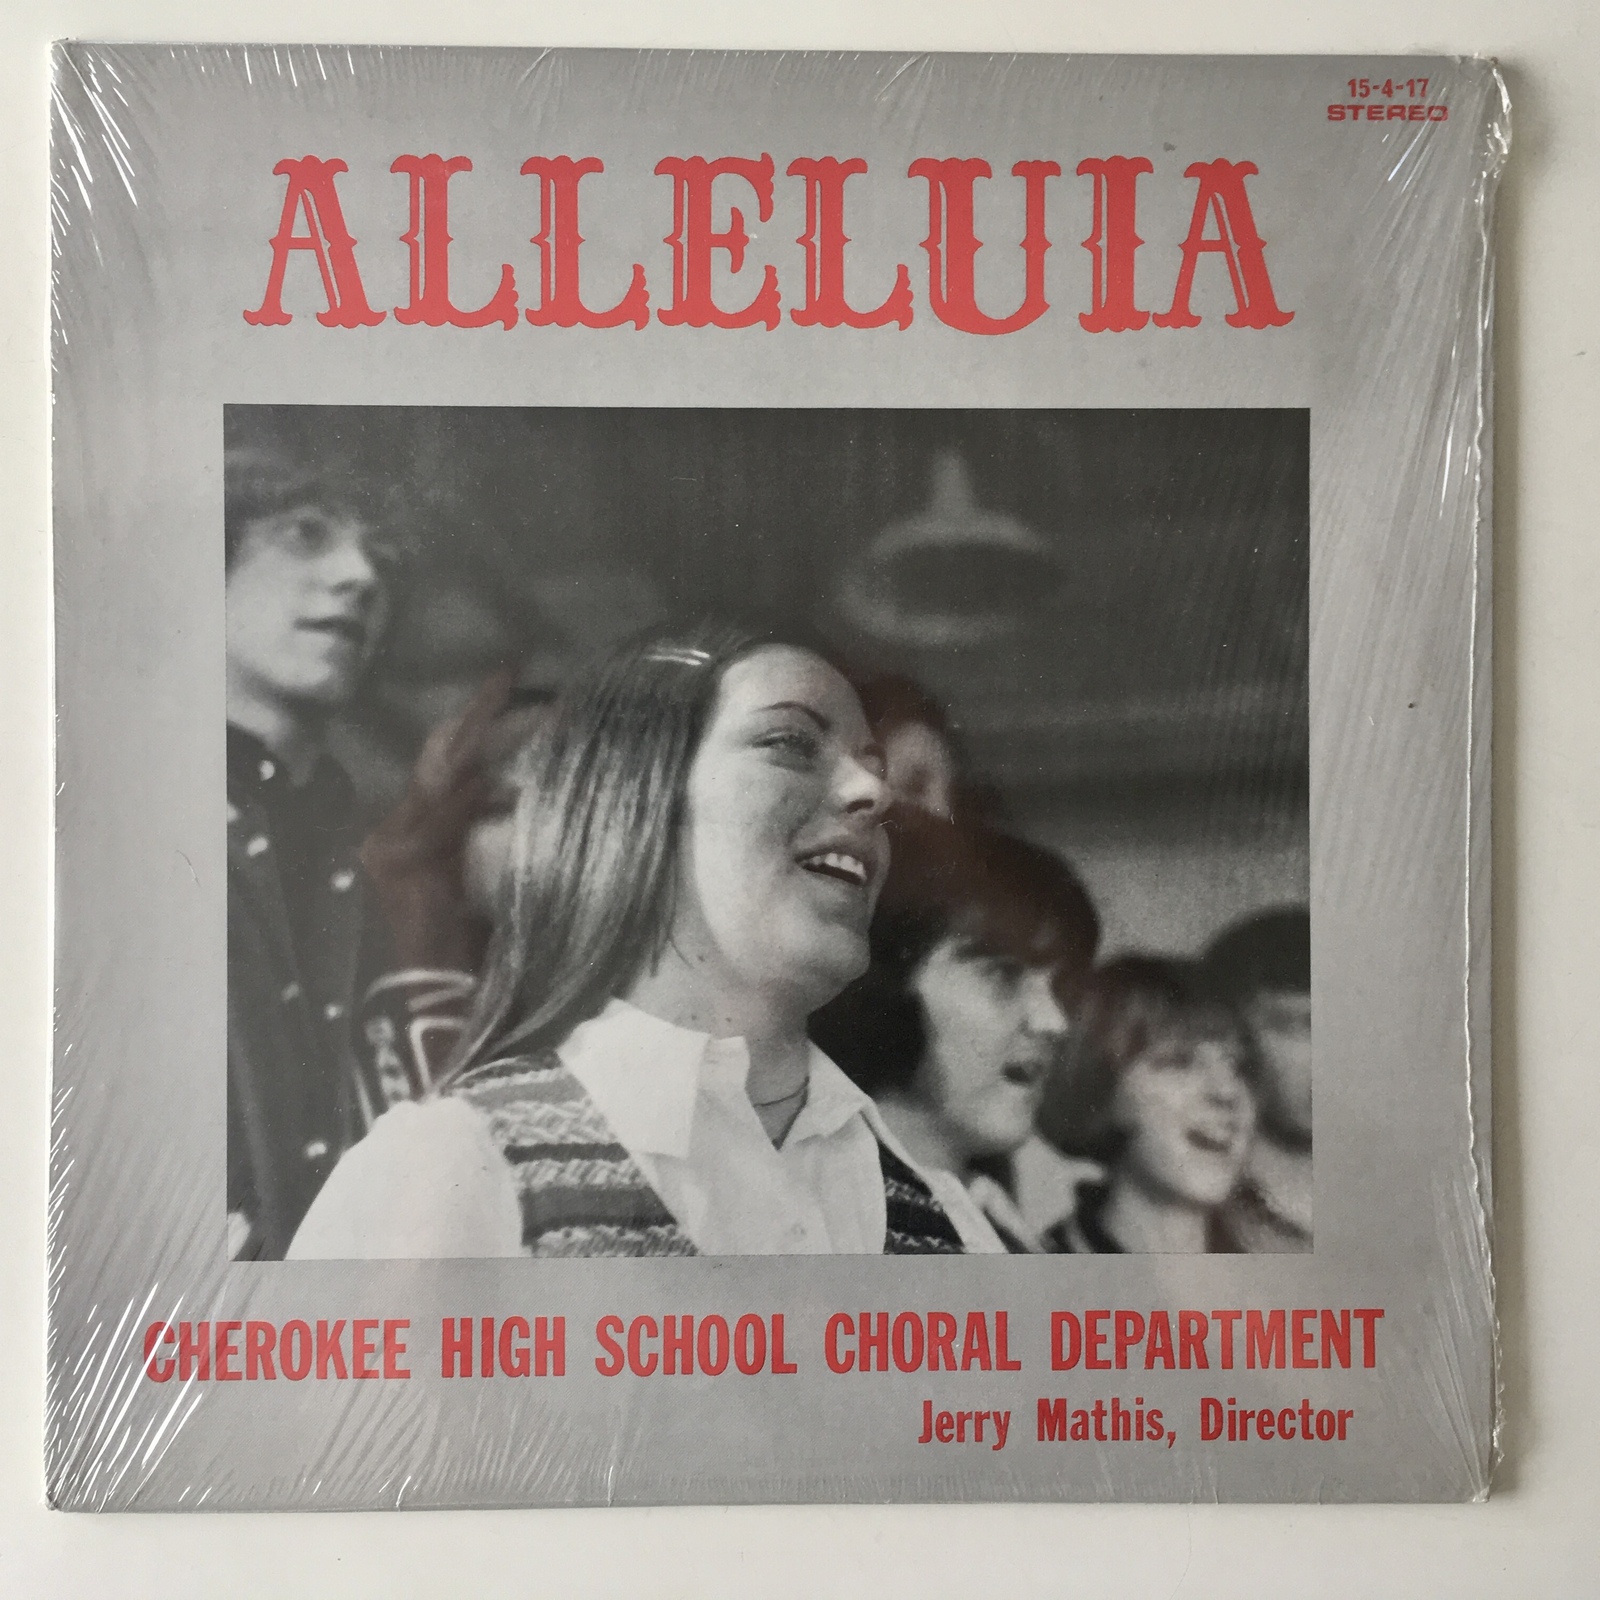 15-4-17
STEREO
ALLELUIA
CHEROKEE HIGH SCHOOL CHORAL DEPARTMENT
Jerry Mathis, Director